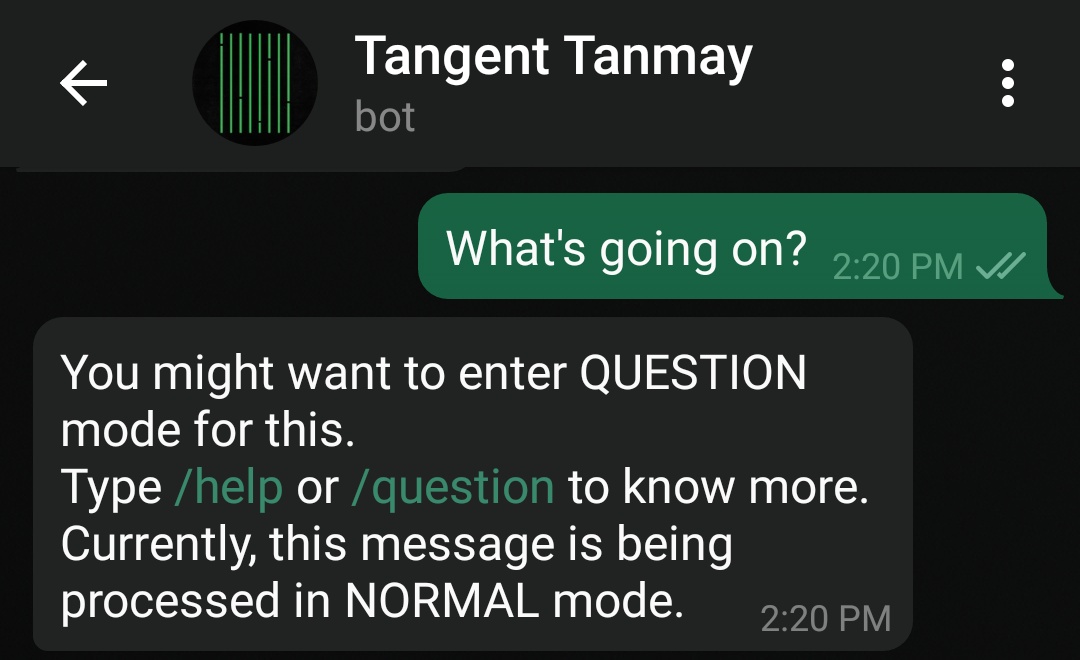 Tangent Tanmay
bot
What's going on? 2:20 PM
You might want to enter QUESTION
mode for this.
Type /help or /question to know more.
Currently, this message is being
processed in NORMAL mode. 2:20 PM